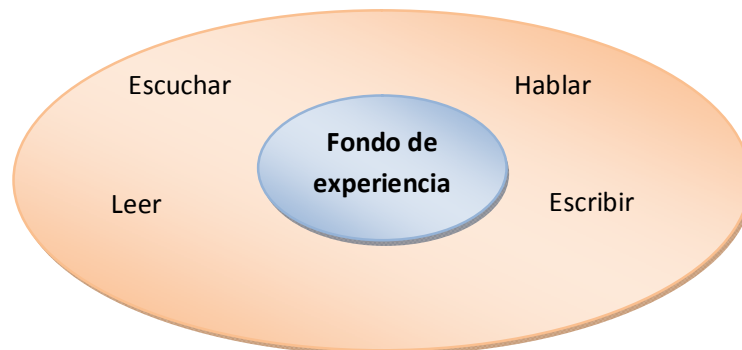 Escuchar
Hablar
Fondo de
experiencia
Leer
Escribir